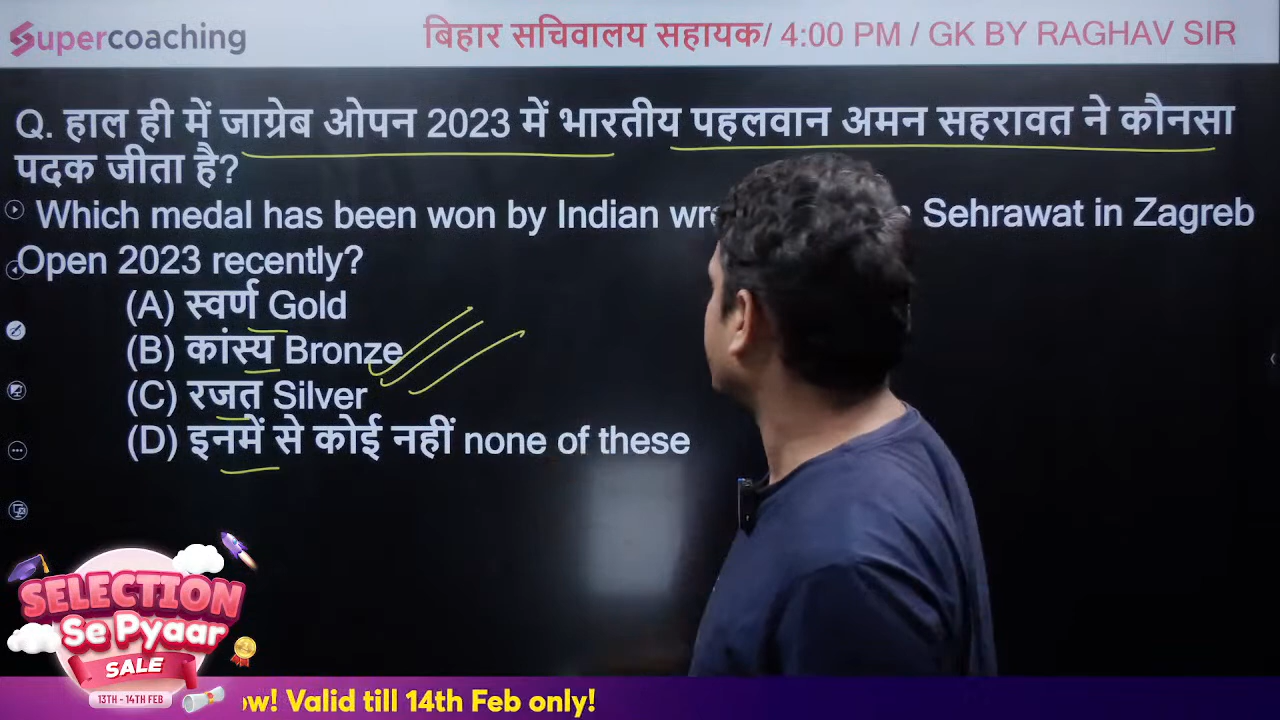 Supercoaching
बिहार सचिवालय सहायक/ 4:00 PM / GK BY RAGHAV SIR
Q. हाल ही में जाग्रेब ओपन 2023 में भारतीय पहलवान अमन सहरावत ने कौनसा
पदक जीता है?
Which medal has been won by Indian Sehrawat in Zagreb
Open 2023 recently?
(A) स्वर्ण Gold
(B) कांस्य Bronze
(C) रजत Silver
(D) इनमें से कोई नहीं none of these
SELECTION
Se Pyaar
SALE
13TH - 14TH FEB
ow! Valid till 14th Feb only!